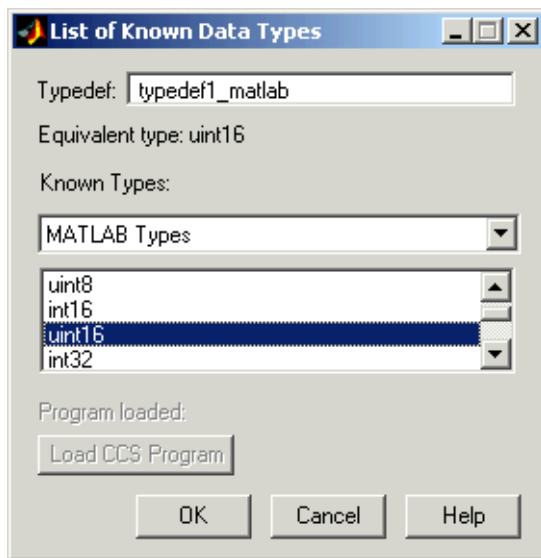 List of Known Data Types
Typedef: typedef1_matlab
Equivalent type: uint16
Known Types:
MATLAB Types
uint8
int16
uint16
int32
Program loaded:
Load CCS Program
OK Cancel Help